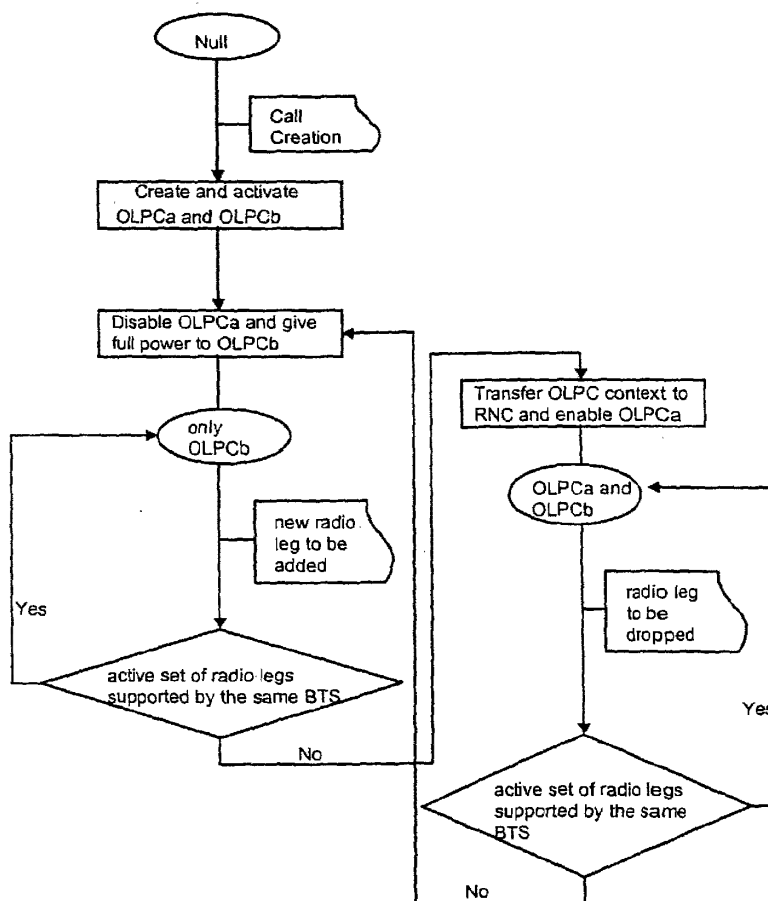 Null
Call
Creation
Create and activate
OLPCa and OLPCb
Disable OLPCa and give
full power to OLPCb
only
OLPCb
new radio
leg to be
added
Yes
active set of radio legs
supported by the same BTS
No
Transfer OLPC context to
RNC and enable OLPCa
OLPCa and
OLPCb
radio leg
to be
dropped
Yes
active set of radio legs
supported by the same
BTS
No